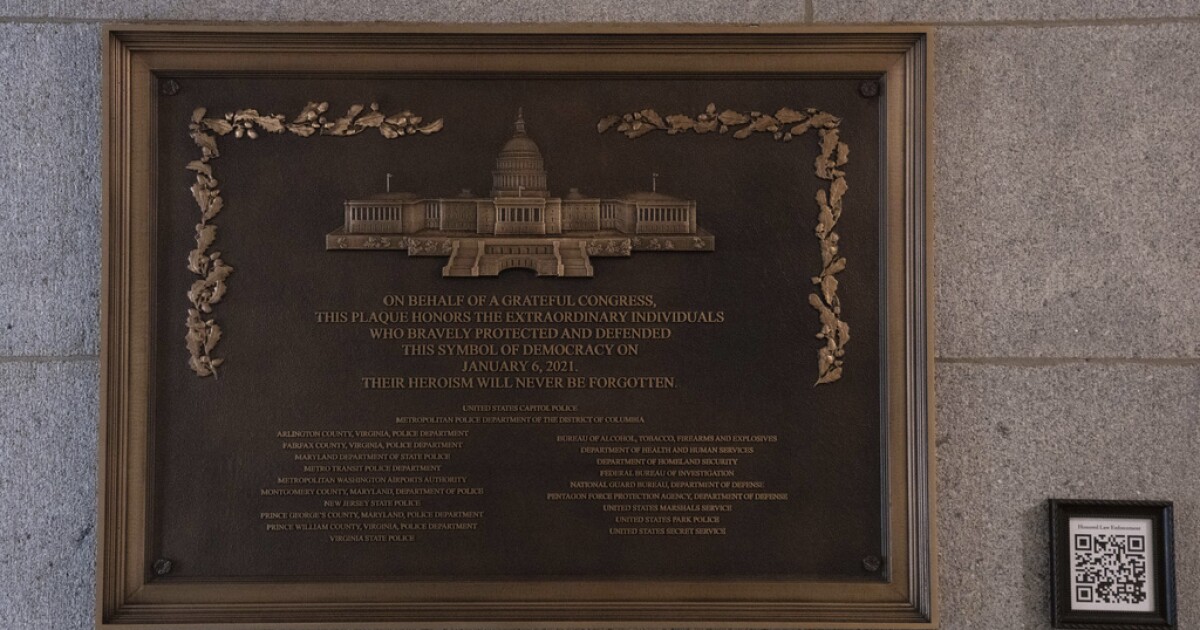 ON BEHALF OF A GRATEFUL CONGRESS,
THIS PLAQUE HONORS THE EXTRAORDINARY INDIVIDUALS
WHO BRAVELY PROTECTED AND DEFENDED
THIS SYMBOL OF DEMOCRACY ON
JANUARY 6, 2021.
THEIR HEROISM WILL NEVER BE FORGOTTEN.
UNITED STATES CAPITOL POLICE
METROPOLITAN POLICE DEPARTMENT OF THE DISTRICT OF COLUMBIA
ARLINGTON COUNTY, VIRGINIA, POLICE DEPARTMENT
FAIRFAX COUNTY, VIRGINIA, POLICE DEPARTMENT
MARYLAND DEPARTMENT OF STATE POLICE
METRO TRANSIT POLICE DEPARTMENT
METROPOLITAN WASHINGTON AIRPORTS AUTHORITY
MONTGOMERY COUNTY, MARYLAND, DEPARTMENT OF POLICE
NEW JERSEY STATE POLICE
PRINCE GEORGE'S COUNTY, MARYLAND, POLICE DEPARTMENT
PRINCE WILLIAM COUNTY, VIRGINIA, POLICE DEPARTMENT
VIRGINIA STATE POLICE
BUREAU OF ALCOHOL, TOBACCO, FIREARMS AND EXPLOSIVES
DEPARTMENT OF HEALTH AND HUMAN SERVICES
DEPARTMENT OF HOMELAND SECURITY
FEDERAL BUREAU OF INVESTIGATION
NATIONAL GUARD BUREAU, DEPARTMENT OF DEFENSE
PENTAGON FORCE PROTECTION AGENCY, DEPARTMENT OF DEFENSE
UNITED STATES MARSHALS SERVICE
UNITED STATES PARK POLICE
UNITED STATES SECRET SERVICE
Honored Law Enforcement